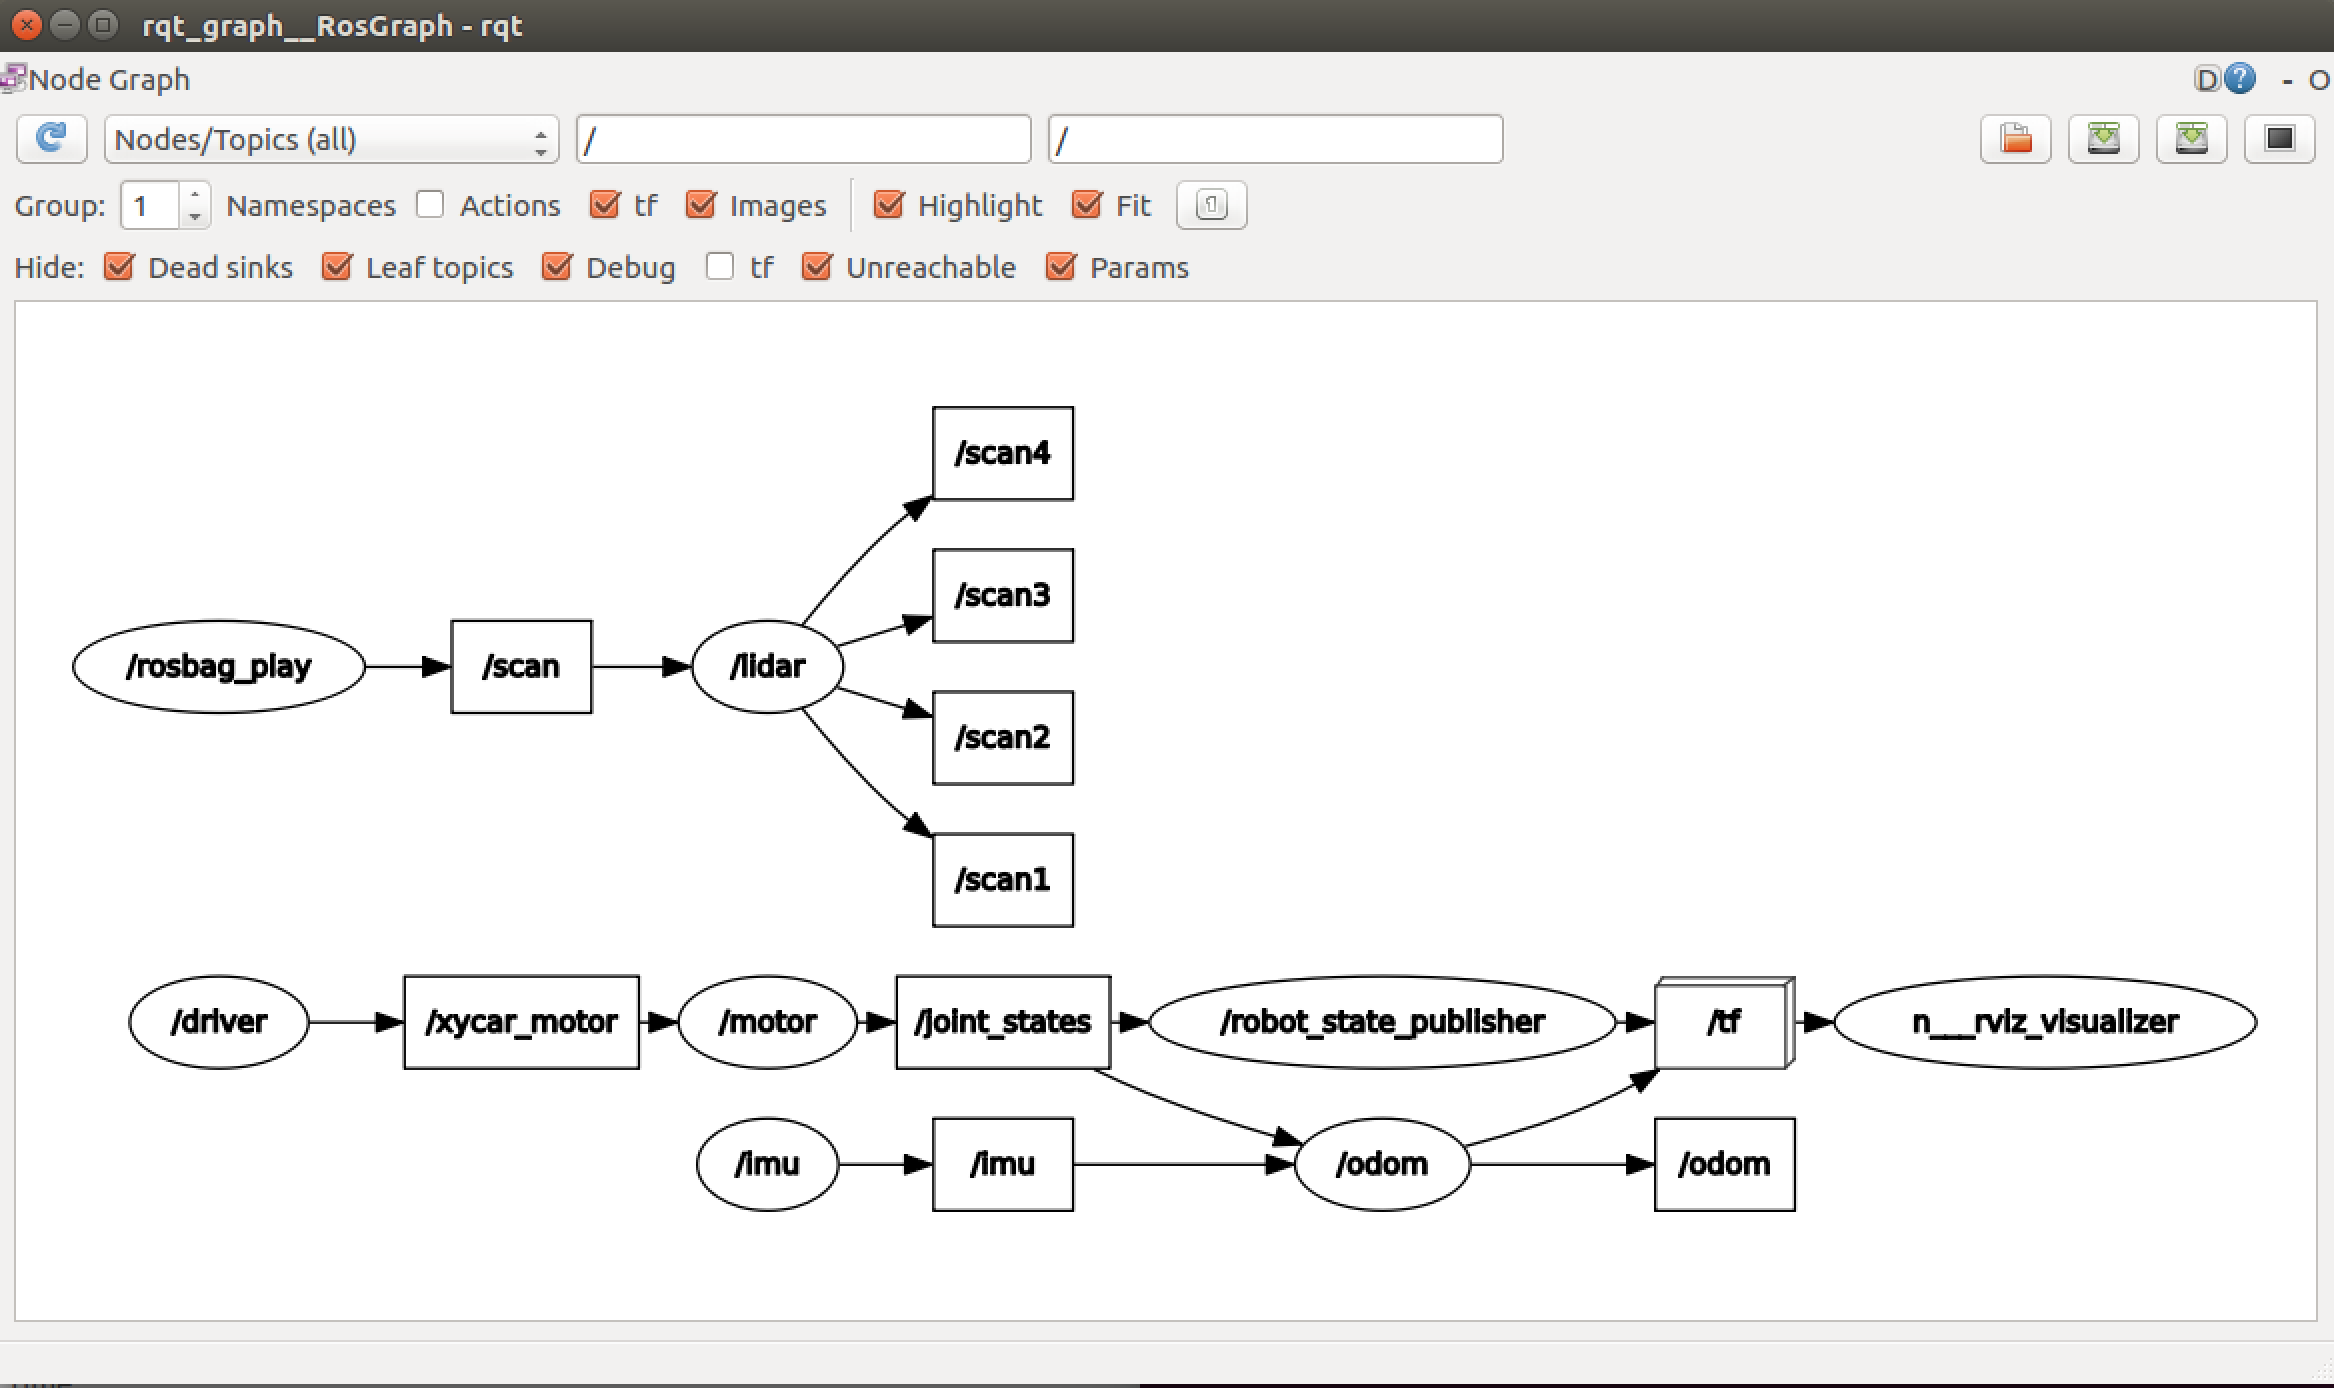 rqt_graph__RosGraph - rqt
Node Graph D ? - O
Nodes/Topics (all) / /
Group: 1 Namespaces Actions tf Images Highlight Fit
Hide: Dead sinks Leaf topics Debug tf Unreachable Params
/scan4
/scan3
/rosbag_play /scan /lidar
/scan2
/scan1
/driver /xycar_motor /motor /joint_states /robot_state_publisher /tf n___rviz_visualizer
/imu /imu /odom /odom